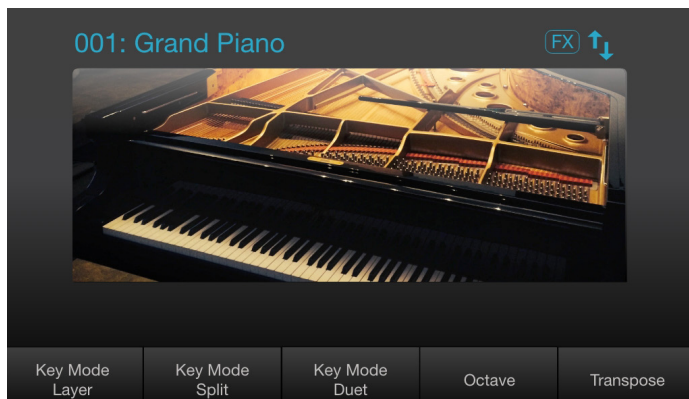 001: Grand Piano
FX
Key Mode
Layer
Key Mode
Split
Key Mode
Duet
Octave
Transpose